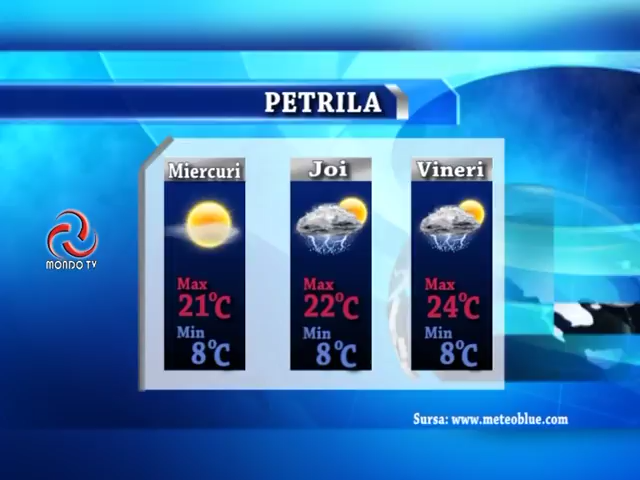 PETRILA
Miercuri
Max
21°C
Min
8°C
Joi
Max
22°C
Min
8°C
Vineri
Max
24°C
Min
8°C
MONDO TV
Sursa: www.meteoblue.com